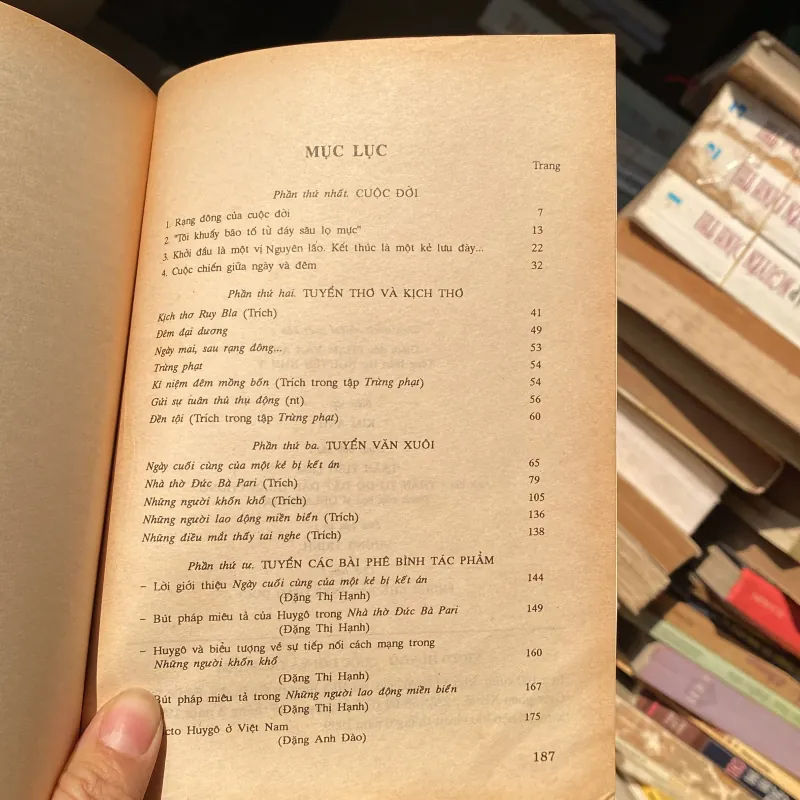 MỤC LỤC
Trang
Phần thứ nhất. CUỘC ĐỜI
1. Rạng đông của cuộc đời 7
2. "Tôi khuấy bão tố từ đáy sâu lọ mực" 13
3. Khởi đầu là một vị Nguyên lão. Kết thúc là một kẻ lưu đày... 22
4. Cuộc chiến giữa ngày và đêm 32
Phần thứ hai. TUYỂN THƠ VÀ KỊCH THƠ
Kịch thơ Ruy Bla (Trích) 41
Đêm đại dương 49
Ngày mai, sau rạng đông... 53
Trừng phạt 54
Kỉ niệm đêm mồng bốn (Trích trong tập Trừng phạt) 54
Gửi sự tuân thủ thụ động (nt) 56
Đền tội (Trích trong tập Trừng phạt) 60
Phần thứ ba. TUYỂN VĂN XUÔI
Ngày cuối cùng của một kẻ bị kết án 65
Nhà thờ Đức Bà Pari (Trích) 79
Những người khốn khổ (Trích) 105
Những người lao động miền biển (Trích) 136
Những điều mắt thấy tai nghe (Trích) 138
Phần thứ tư. TUYỂN CÁC BÀI PHÊ BÌNH TÁC PHẨM
– Lời giới thiệu Ngày cuối cùng của một kẻ bị kết án 144
(Đặng Thị Hạnh)
– Bút pháp miêu tả của Huygô trong Nhà thờ Đức Bà Pari 149
(Đặng Thị Hạnh)
– Huygô và biểu tượng về sự tiếp nối cách mạng trong
Những người khốn khổ 160
(Đặng Thị Hạnh)
Bút pháp miêu tả trong Những người lao động miền biển 167
(Đặng Thị Hạnh)
cto Huygô ở Việt Nam 175
(Đặng Anh Đào)
187